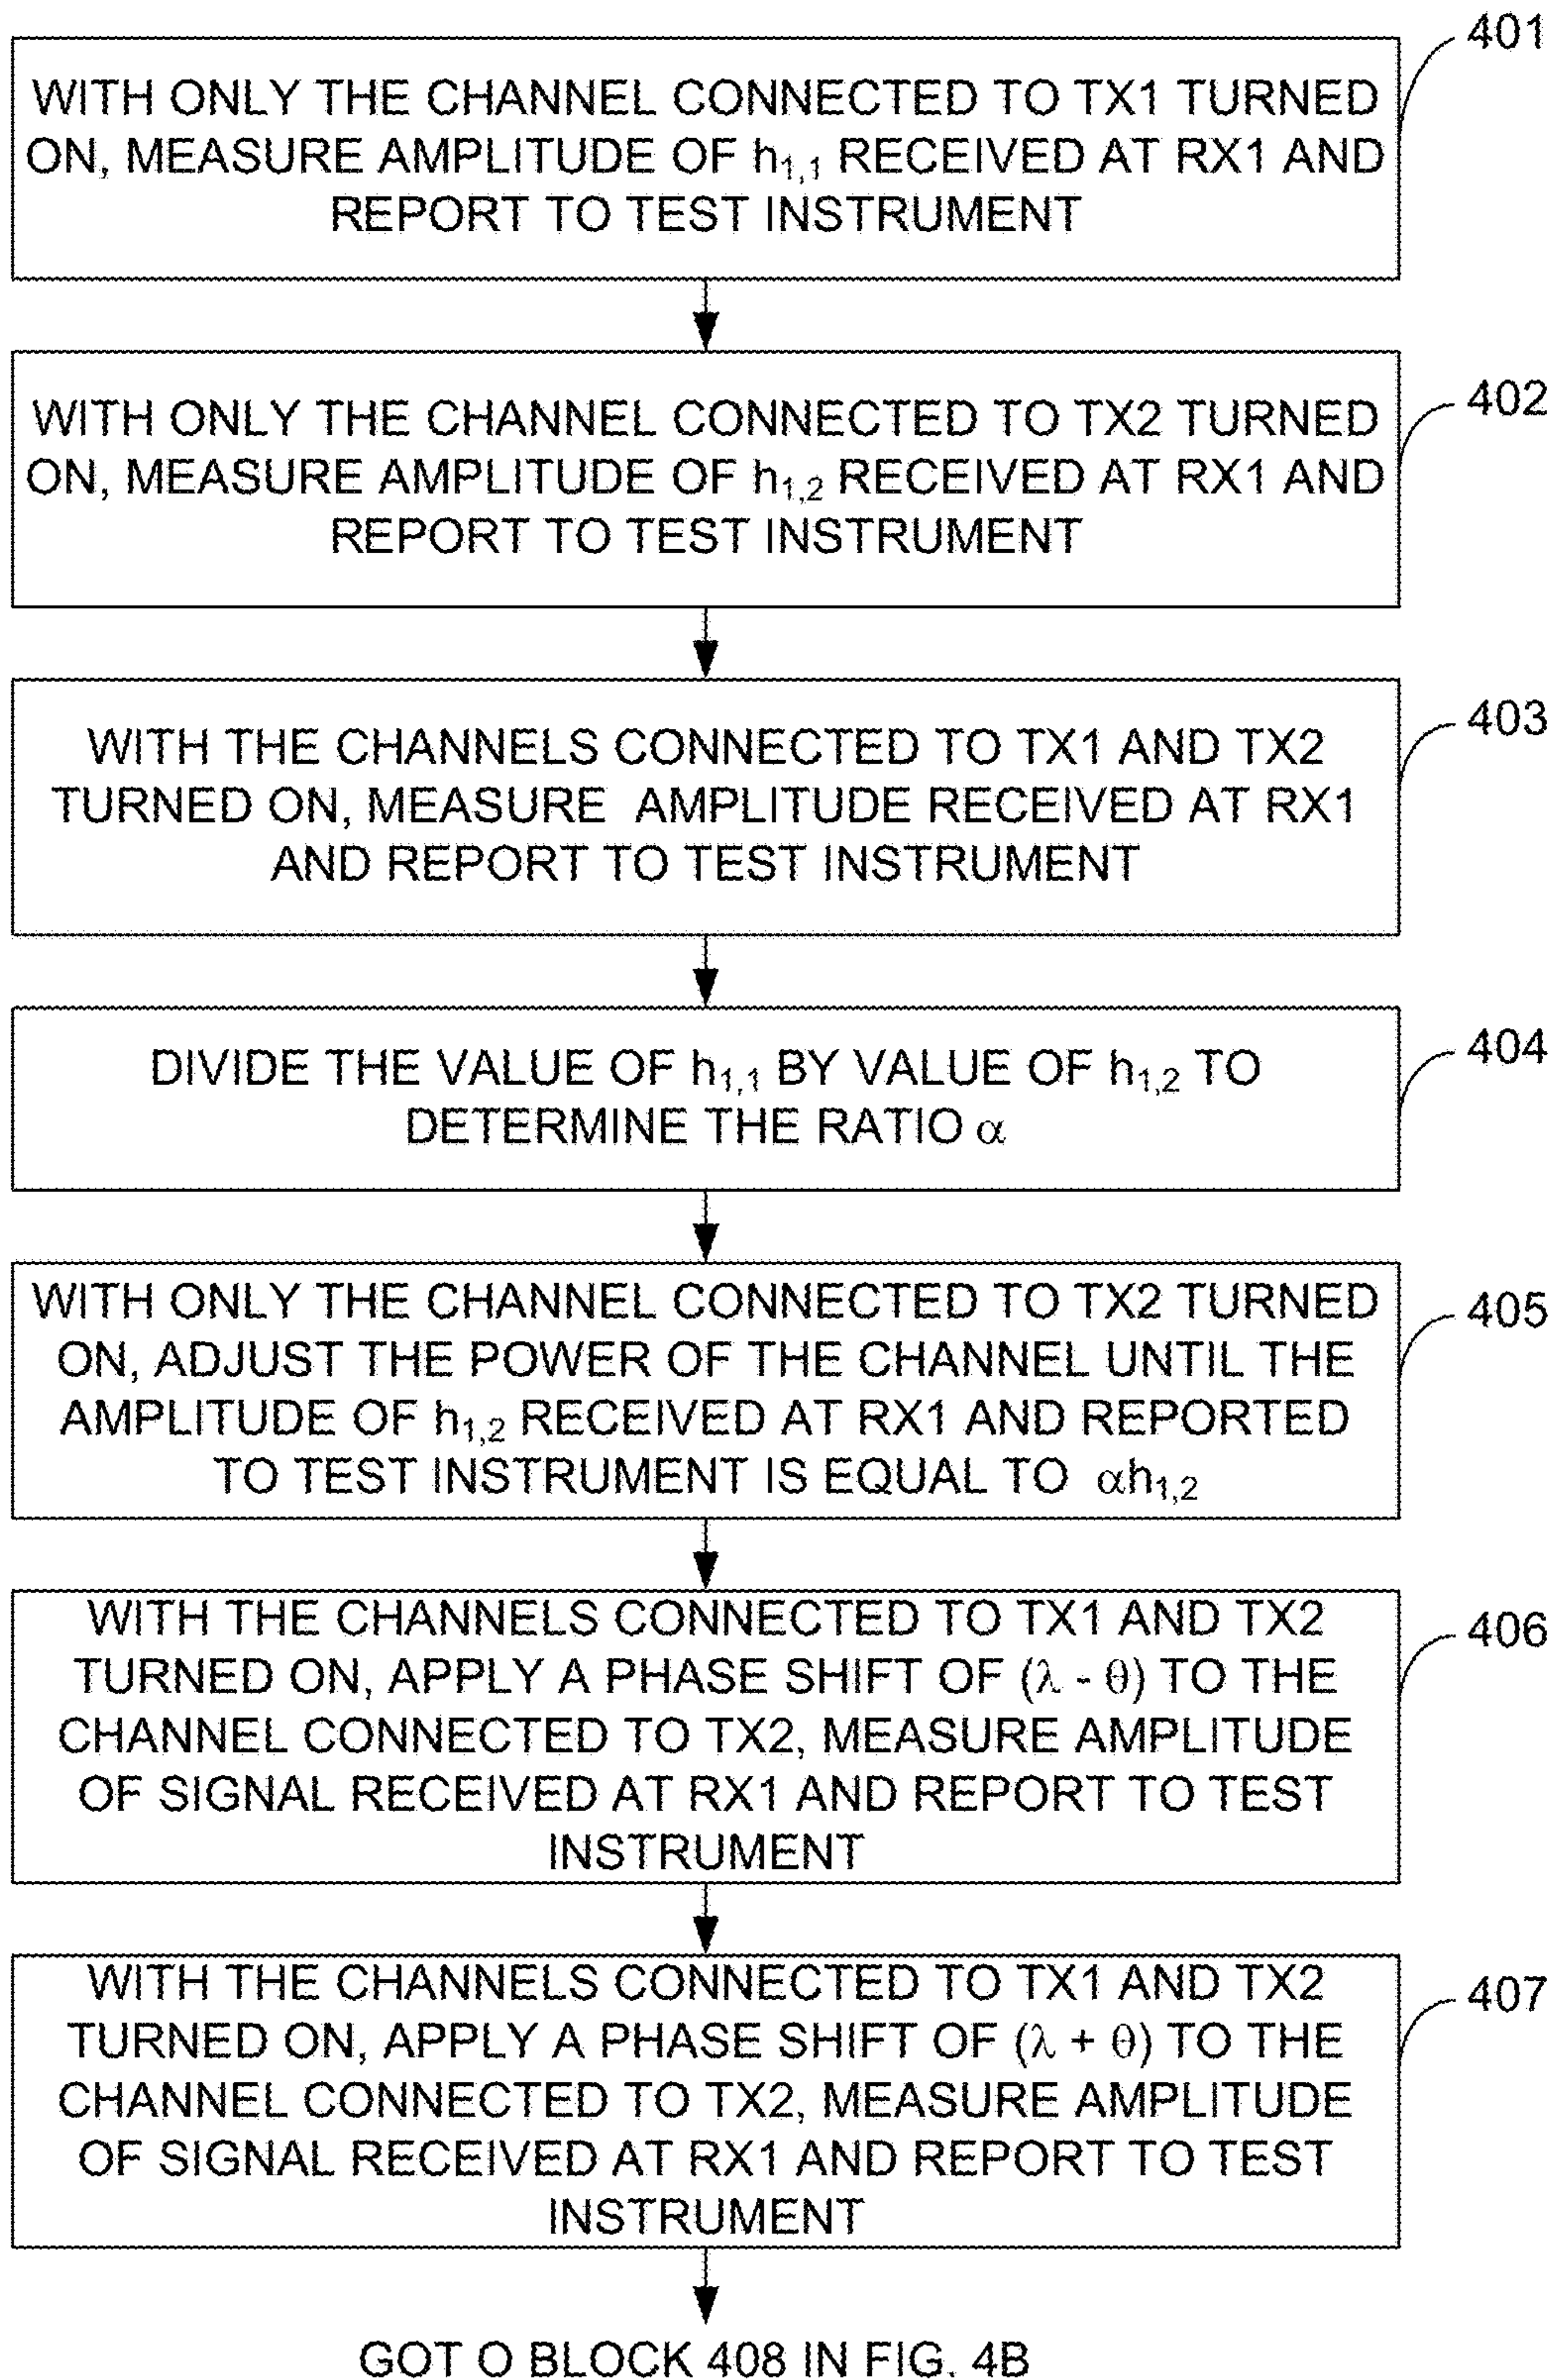 401
WITH ONLY THE CHANNEL CONNECTED TO TX1 TURNED
ON, MEASURE AMPLITUDE OF h1,1 RECEIVED AT RX1 AND
REPORT TO TEST INSTRUMENT
402
WITH ONLY THE CHANNEL CONNECTED TO TX2 TURNED
ON, MEASURE AMPLITUDE OF h1,2 RECEIVED AT RX1 AND
REPORT TO TEST INSTRUMENT
403
WITH THE CHANNELS CONNECTED TO TX1 AND TX2
TURNED ON, MEASURE AMPLITUDE RECEIVED AT RX1
AND REPORT TO TEST INSTRUMENT
404
DIVIDE THE VALUE OF h1,1 BY VALUE OF h1,2 TO
DETERMINE THE RATIO α
405
WITH ONLY THE CHANNEL CONNECTED TO TX2 TURNED
ON, ADJUST THE POWER OF THE CHANNEL UNTIL THE
AMPLITUDE OF h1,2 RECEIVED AT RX1 AND REPORTED
TO TEST INSTRUMENT IS EQUAL TO αh1,2
406
WITH THE CHANNELS CONNECTED TO TX1 AND TX2
TURNED ON, APPLY A PHASE SHIFT OF (λ - θ) TO THE
CHANNEL CONNECTED TO TX2, MEASURE AMPLITUDE
OF SIGNAL RECEIVED AT RX1 AND REPORT TO TEST
INSTRUMENT
407
WITH THE CHANNELS CONNECTED TO TX1 AND TX2
TURNED ON, APPLY A PHASE SHIFT OF (λ + θ) TO THE
CHANNEL CONNECTED TO TX2, MEASURE AMPLITUDE
OF SIGNAL RECEIVED AT RX1 AND REPORT TO TEST
INSTRUMENT
GOT O BLOCK 408 IN FIG. 4B